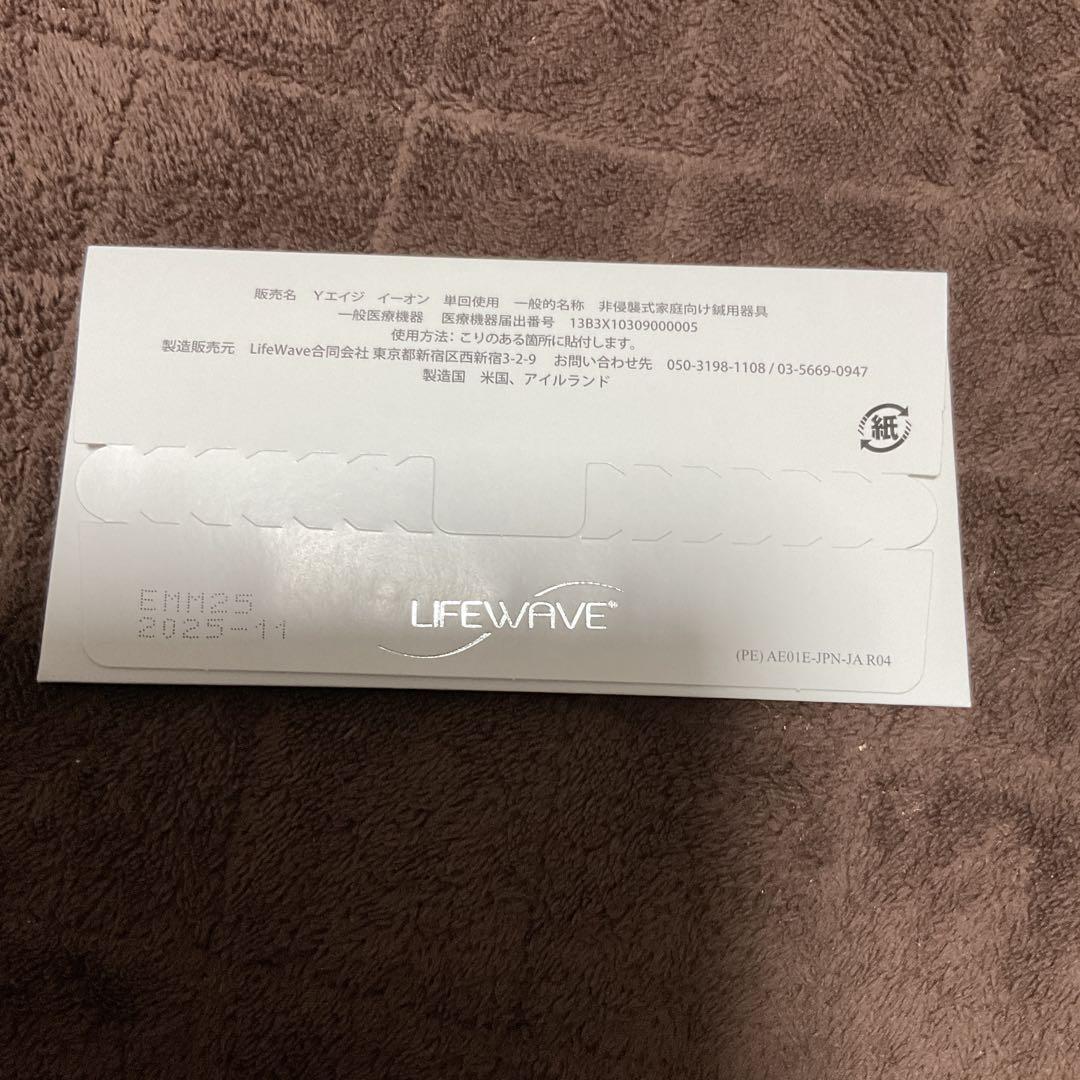 販売名 Yエイジ イーオン 単回使用 一般的名称 非侵襲式家庭向け鍼用器具
一般医療機器 医療機器届出番号 13B3X10309000005
使用方法：こりのある箇所に貼付します。
製造販売元 LifeWave合同会社 東京都新宿区西新宿3-2-9 お問い合わせ先 050-3198-1108 / 03-5669-0947
製造国 米国、アイルランド
紙
EMM25
2025-11
LIFEWAVE®
(PE) AE01E-JPN-JA R04